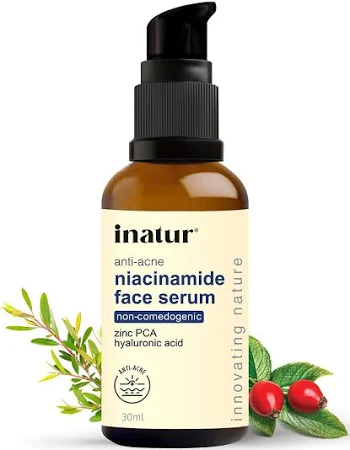 inatur®
anti-acne
niacinamide
face serum
non-comedogenic
zinc PCA
hyaluronic acid
ANTI-ACNE
30ml
innovating nature